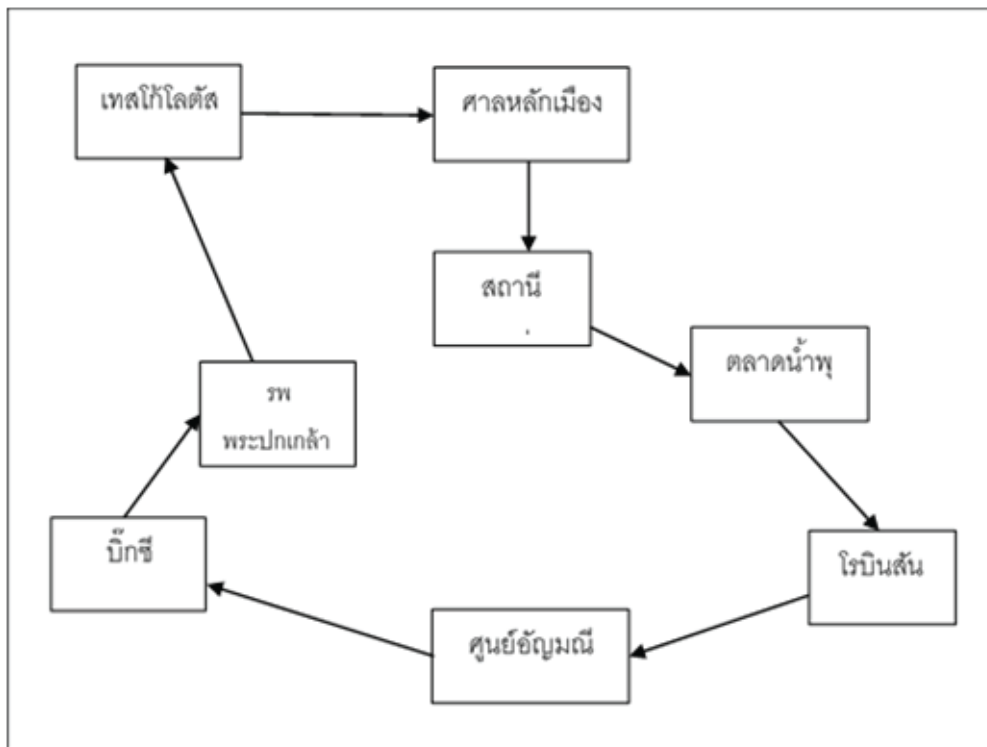 เทสโก้โลตัส
ศาลหลักเมือง
สถานี
ตลาดน้ำพุ
รพ
พระปกเกล้า
บิ๊กซี
โรบินสัน
ศูนย์อัญมณี